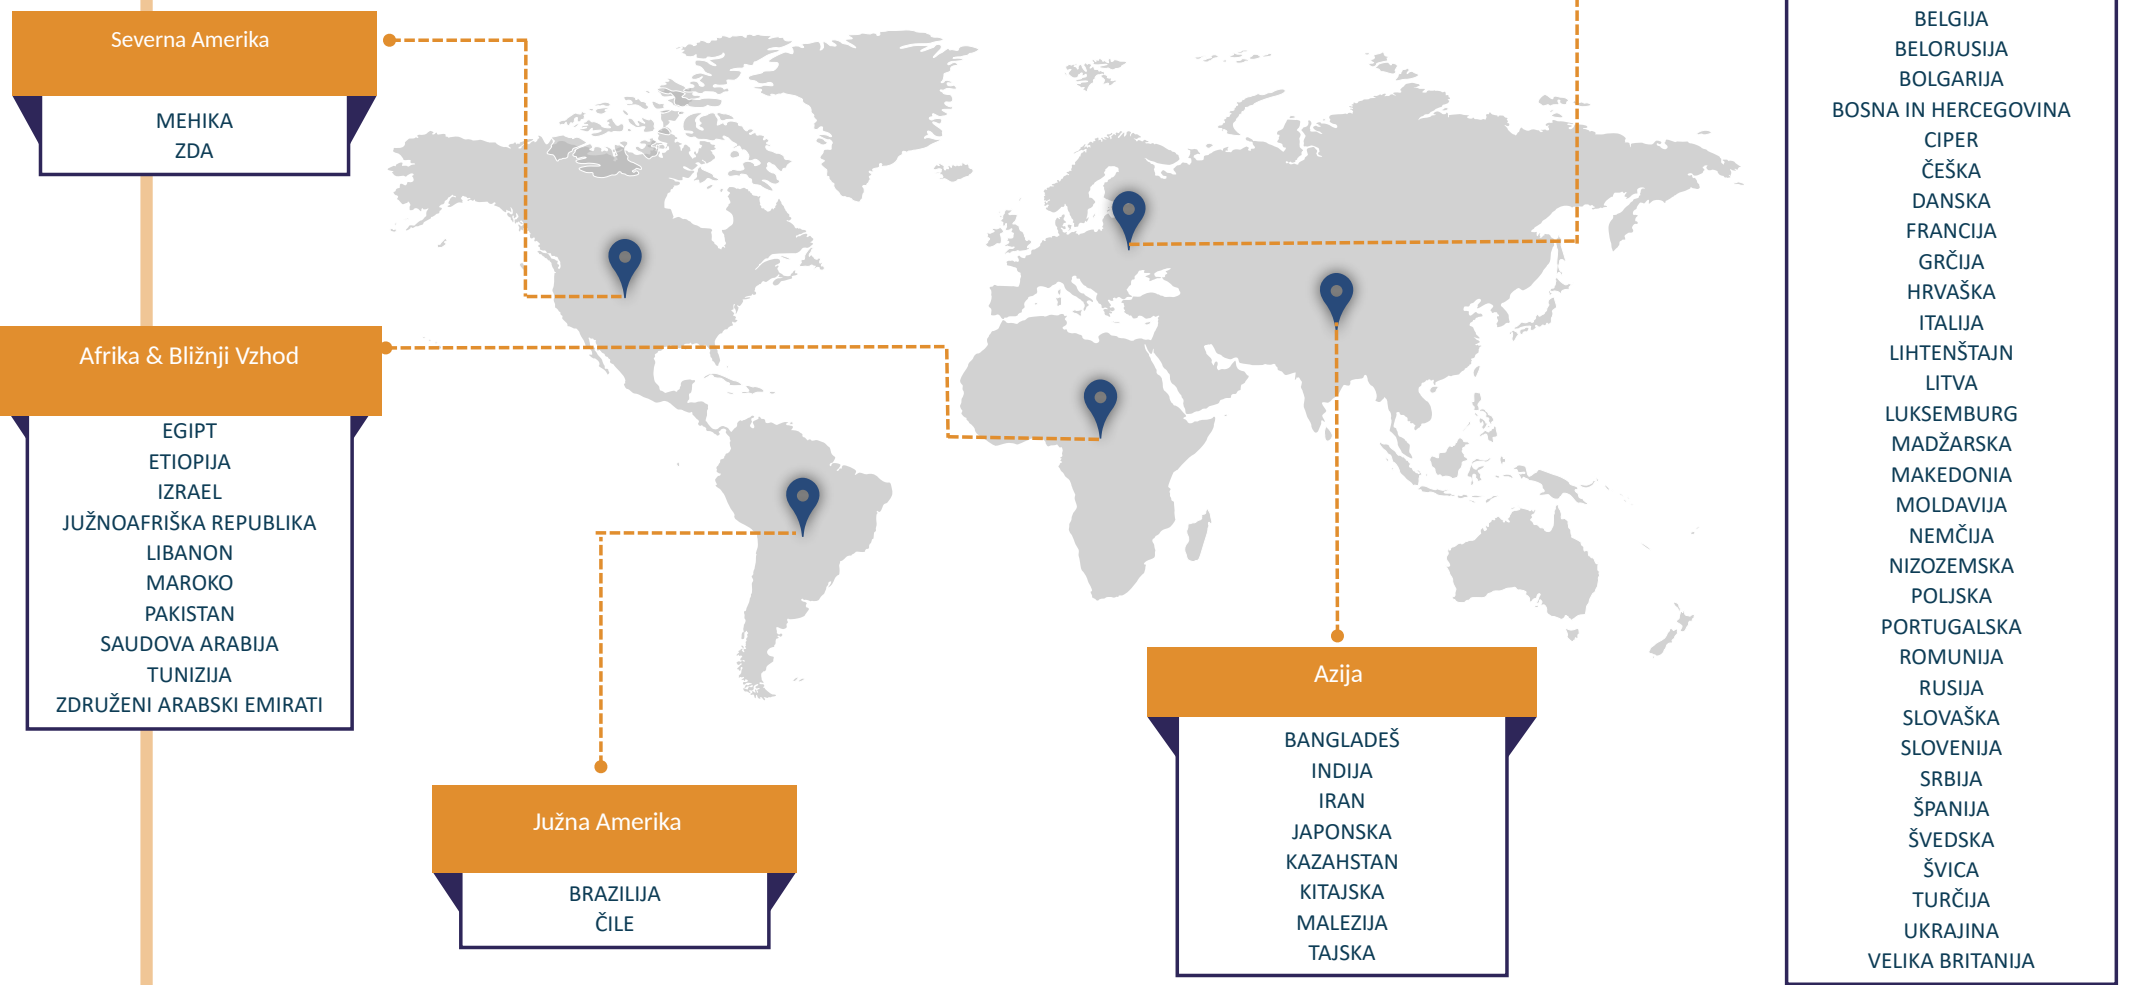 Severna Amerika
MEHIKA
ZDA
Afrika & Bližnji Vzhod
EGIPT
ETIOPIJA
IZRAEL
JUŽNOAFRIŠKA REPUBLIKA
LIBANON
MAROKO
PAKISTAN
SAUDOVA ARABIJA
TUNIZIJA
ZDRUŽENI ARABSKI EMIRATI
Južna Amerika
BRAZILIJA
ČILE
Azija
BANGLADEŠ
INDIJA
IRAN
JAPONSKA
KAZAHSTAN
KITAJSKA
MALEZIJA
TAJSKA
BELGIJA
BELORUSIJA
BOLGARIJA
BOSNA IN HERCEGOVINA
CIPER
ČEŠKA
DANSKA
FRANCIJA
GRČIJA
HRVAŠKA
ITALIJA
LIHTENŠTAJN
LITVA
LUKSEMBURG
MADŽARSKA
MAKEDONIA
MOLDAVIJA
NEMČIJA
NIZOZEMSKA
POLJSKA
PORTUGALSKA
ROMUNIJA
RUSIJA
SLOVAŠKA
SLOVENIJA
SRBIJA
ŠPANIJA
ŠVEDSKA
ŠVICA
TURČIJA
UKRAJINA
VELIKA BRITANIJA